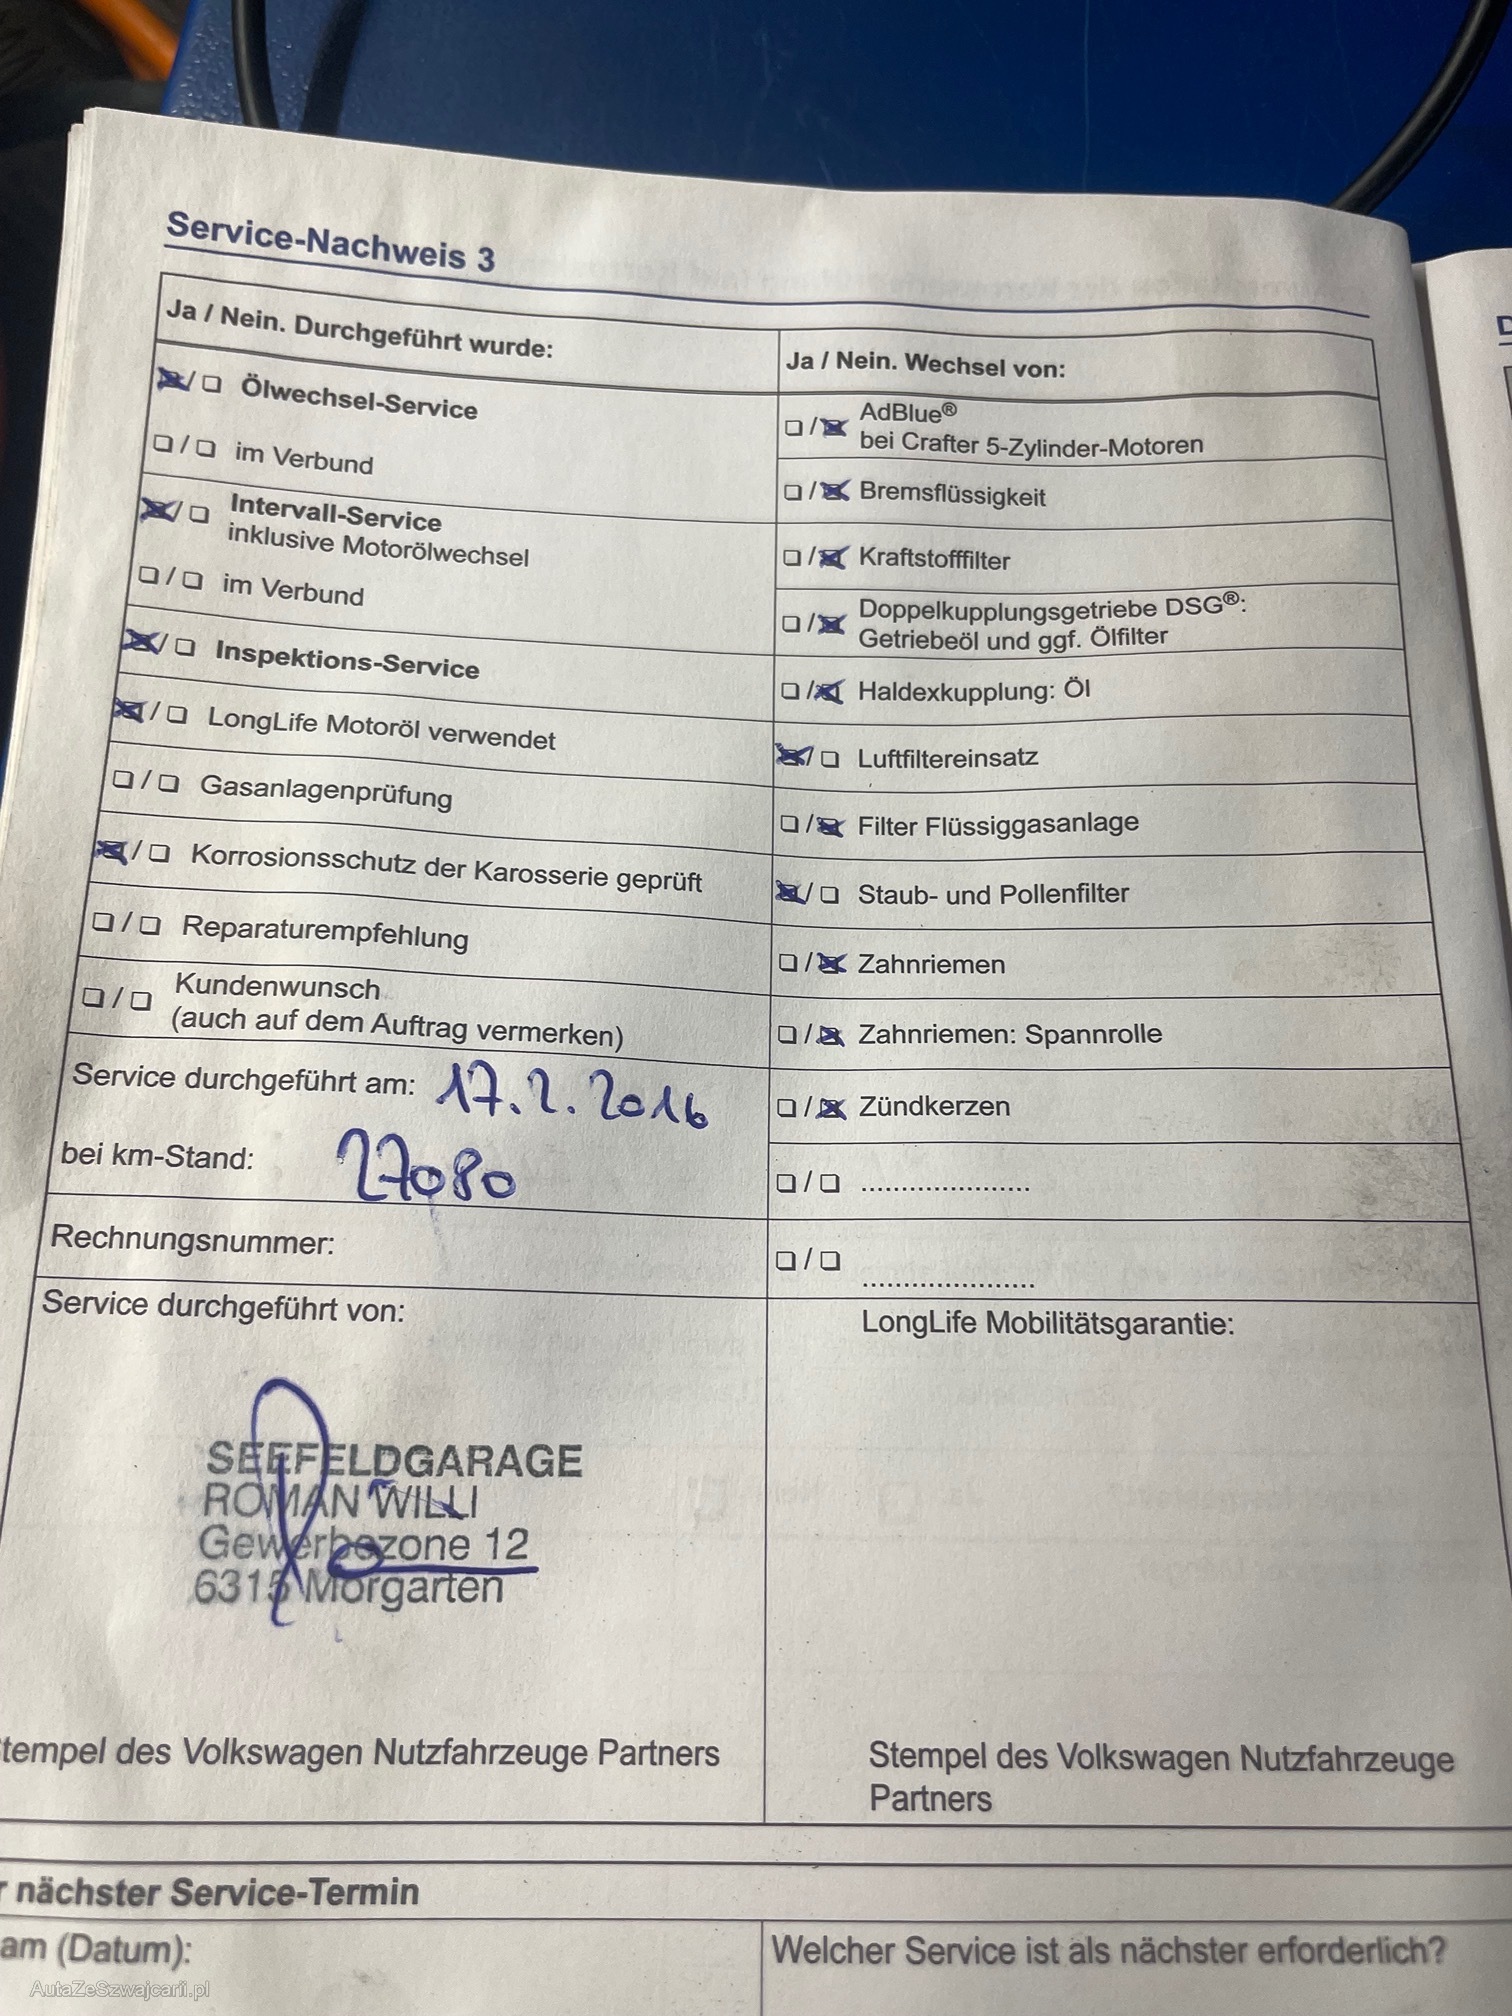 Service-Nachweis 3
Ja / Nein. Durchgeführt wurde:
☒/☐ Ölwechsel-Service
☐/☐ im Verbund
☒/☐ Intervall-Service
inklusive Motorölwechsel
☐/☐ im Verbund
☒/☐ Inspektions-Service
☒/☐ LongLife Motoröl verwendet
☐/☐ Gasanlagenprüfung
☒/☐ Korrosionsschutz der Karosserie geprüft
☐/☐ Reparaturempfehlung
☐/☐ Kundenwunsch
(auch auf dem Auftrag vermerken)
Service durchgeführt am: 17.2.2016
bei km-Stand: 27080
Rechnungsnummer:
Service durchgeführt von:
SEEFELDGARAGE
ROMAN WILLI
Gewerbezone 12
6315 Morgarten
tempel des Volkswagen Nutzfahrzeuge Partners
Ja / Nein. Wechsel von:
☐/☒ AdBlue®
bei Crafter 5-Zylinder-Motoren
☐/☒ Bremsflüssigkeit
☐/☒ Kraftstofffilter
☐/☒ Doppelkupplungsgetriebe DSG®:
Getriebeöl und ggf. Ölfilter
☐/☒ Haldexkupplung: Öl
☒/☐ Luftfiltereinsatz
☐/☒ Filter Flüssiggasanlage
☒/☐ Staub- und Pollenfilter
☐/☒ Zahnriemen
☐/☒ Zahnriemen: Spannrolle
☐/☒ Zündkerzen
☐/☐ .....................
☐/☐ .....................
LongLife Mobilitätsgarantie:
Stempel des Volkswagen Nutzfahrzeuge
Partners
r nächster Service-Termin
am (Datum):
Welcher Service ist als nächster erforderlich?
AutaZeSzwajcarii.pl